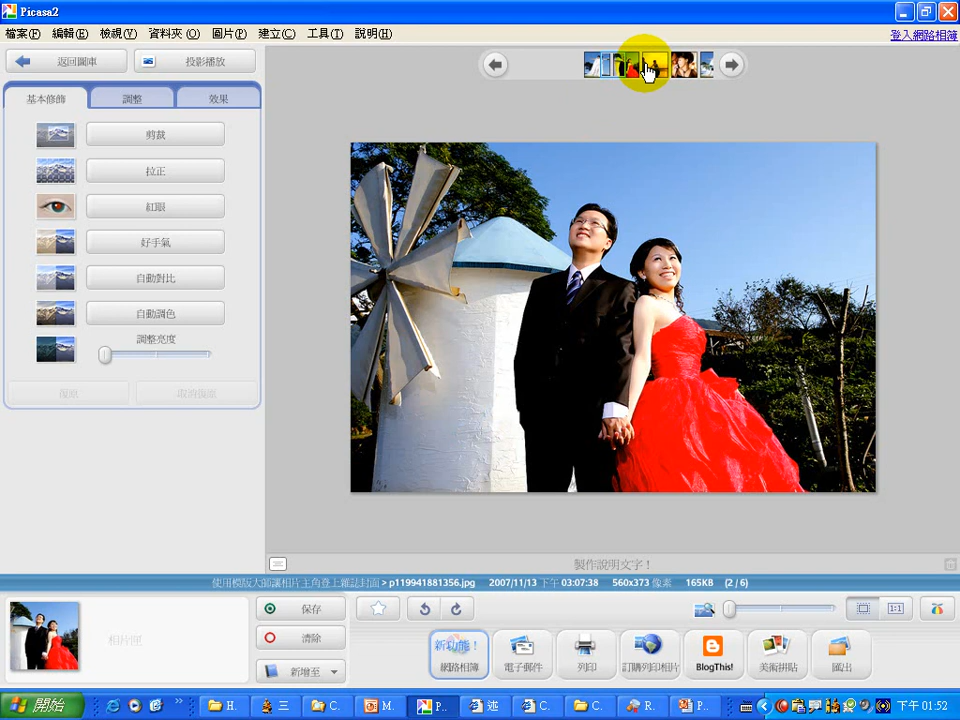 Picasa2
檔案(F) 編輯(E) 檢視(V) 資料夾(O) 圖片(P) 建立(C) 工具(T) 說明(H)
登入網路相簿
返回圖庫
投影播放
基本修飾
調整
效果
剪裁
拉正
紅眼
好手氣
自動對比
自動調色
調整亮度
復原
取消復原
製作說明文字！
使用模版大師讓相片主角登上雜誌封面 > p119941881356.jpg 2007/11/13 下午 03:07:38 560x373 像素 165KB (2 / 6)
相片匣
保存
清除
新增至
1:1
新功能！
網路相簿
電子郵件
列印
訂購列印相片
BlogThis!
美術拼貼
匯出
開始
H.
三
C.
M.
P.
C.
C.
R.
P.
下午 01:52